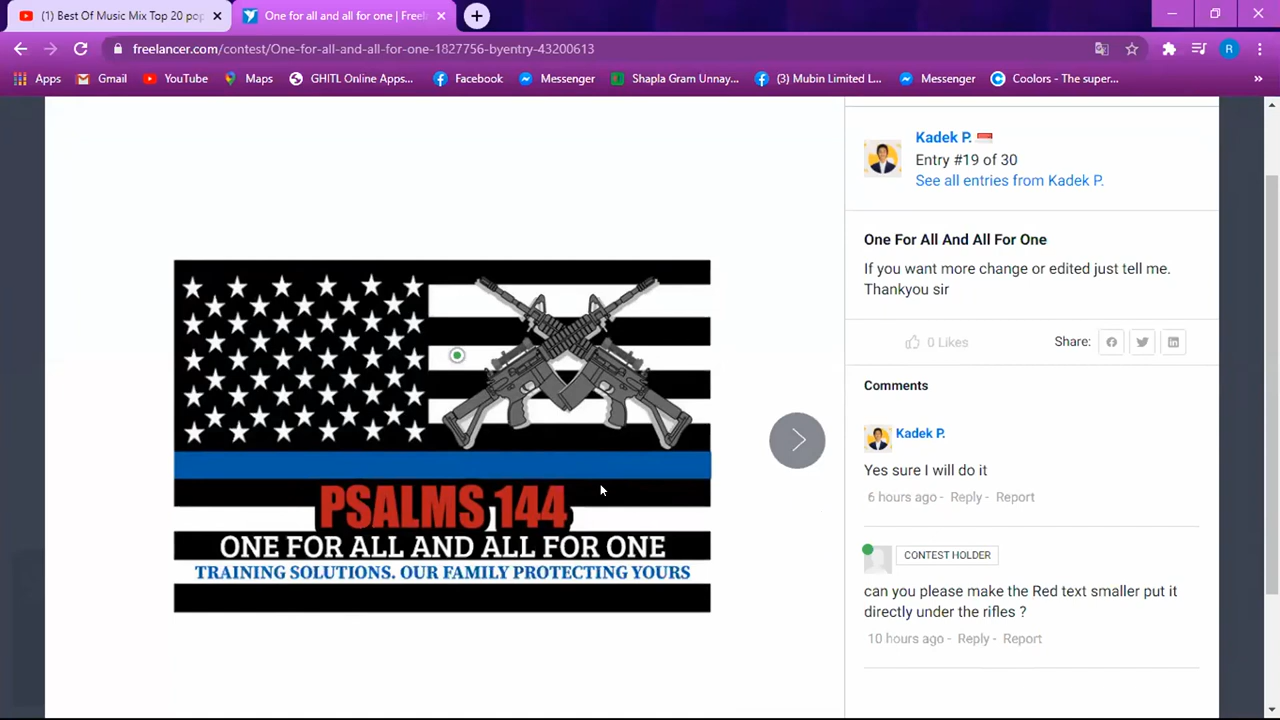 (1) Best Of Music Mix Top 20 pop
One for all and all for one | Freel
freelancer.com/contest/One-for-all-and-all-for-one-1827756-byentry-43200613
R
Apps
Gmail
YouTube
Maps
GHITL Online Apps...
Facebook
Messenger
Shapla Gram Unnay...
(3) Mubin Limited L...
Messenger
Coolors - The super...
»
Kadek P.
Entry #19 of 30
See all entries from Kadek P.
One For All And All For One
If you want more change or edited just tell me.
Thankyou sir
0 Likes
Share:
Comments
Kadek P.
Yes sure I will do it
6 hours ago - Reply - Report
CONTEST HOLDER
can you please make the Red text smaller put it
directly under the rifles ?
10 hours ago - Reply - Report
PSALMS 144
ONE FOR ALL AND ALL FOR ONE
TRAINING SOLUTIONS. OUR FAMILY PROTECTING YOURS